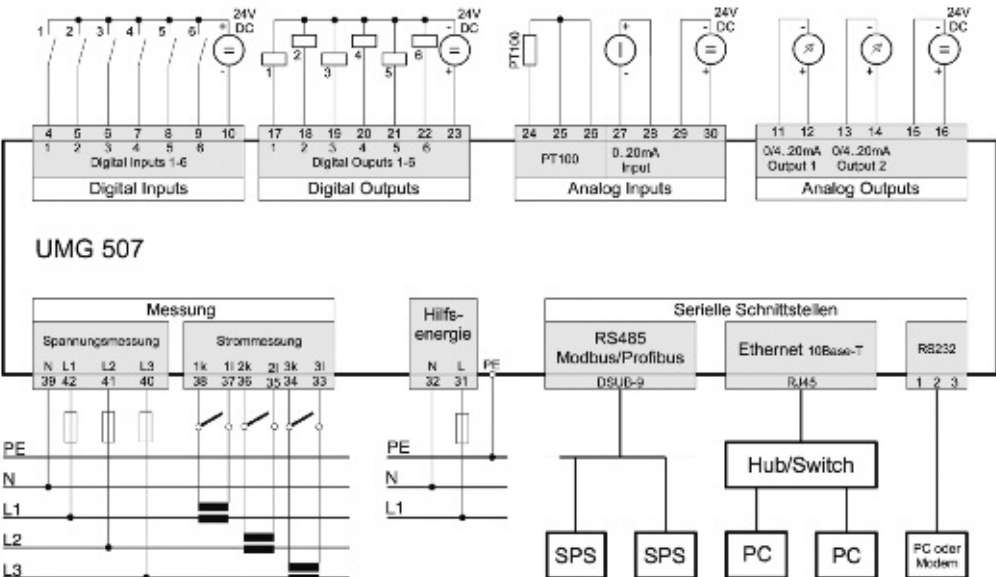 24V DC 24V DC 24V DC 24V DC
1 2 3 4 5 6 + = -
1 2 3 4 5 6 - = +
PT100 + - - = +
- = +
4 5 6 7 8 9 10
1 2 3 4 5 6
Digital Inputs 1-6
Digital Inputs
17 18 19 20 21 22 23
1 2 3 4 5 6
Digital Ouputs 1-6
Digital Outputs
24 25 26 27 28 29 30
PT100
0..20mA
Input
Analog Inputs
11 12 13 14 15 16
0/4..20mA 0/4..20mA
Output 1 Output 2
Analog Outputs
UMG 507
Messung
Spannungsmessung
N L1 L2 L3
39 42 41 40
Strommessung
1k 1l 2k 2l 3k 3l
38 37 36 35 34 33
Hilfs-
energie
N L PE
32 31
Serielle Schnittstellen
RS485
Modbus/Profibus
DSUB-9
Ethernet 10Base-T
RJ45
RS232
1 2 3
PE
N
L1
L2
L3
PE
N
L1
Hub/Switch
SPS SPS PC PC
PC oder
Modem